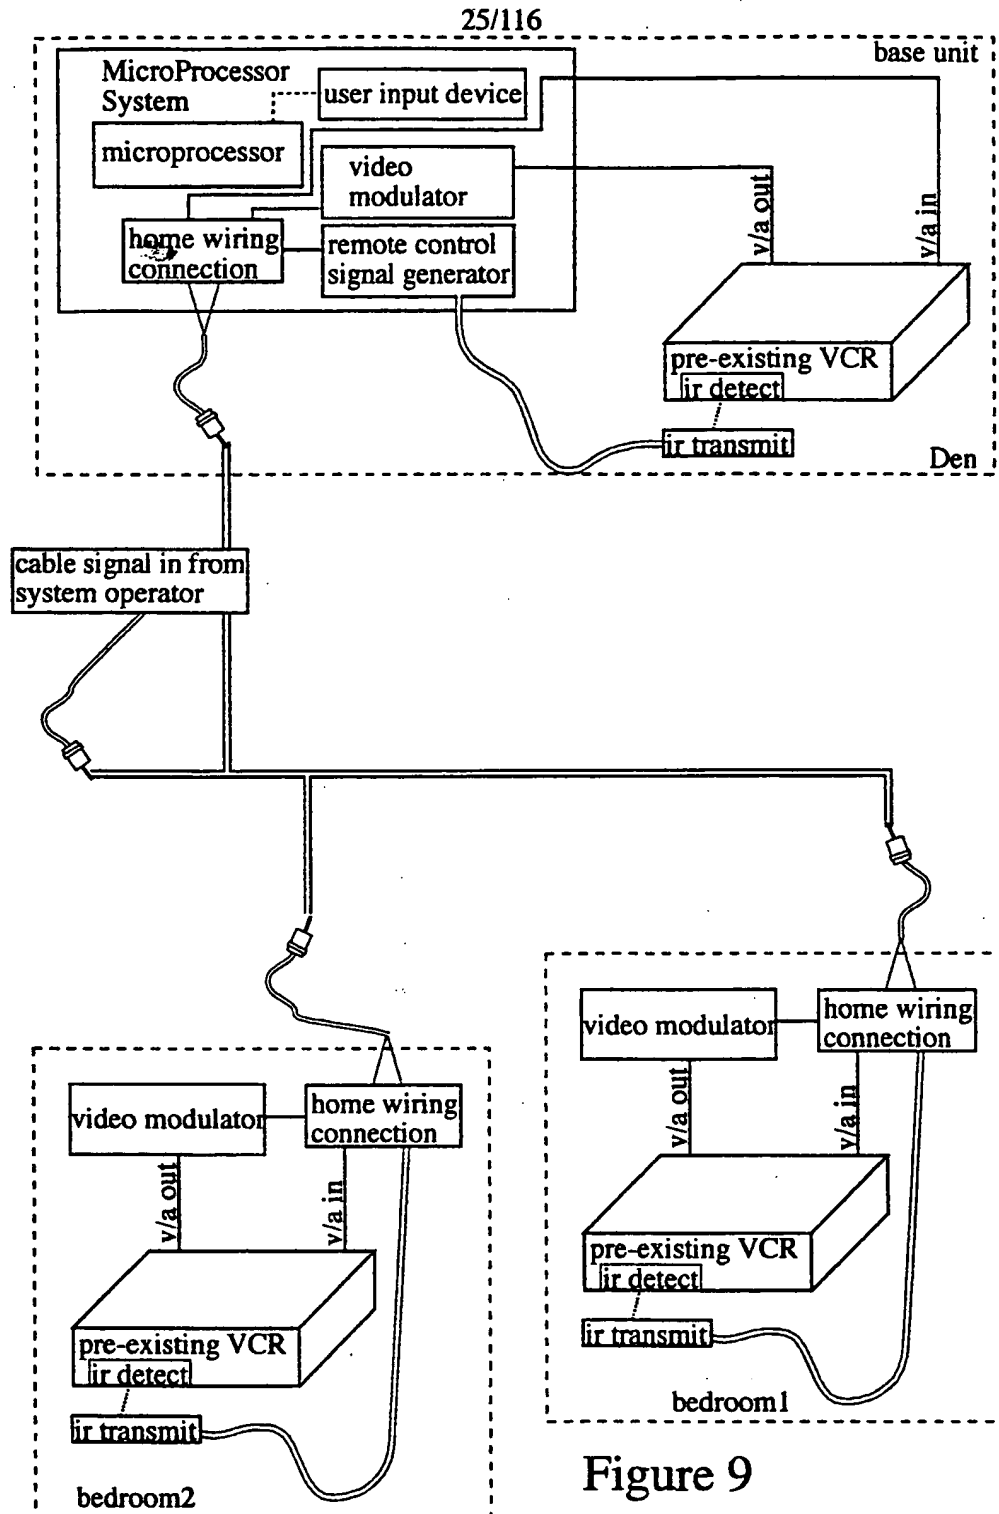 25/116
base unit
MicroProcessor
System
user input device
microprocessor
video
modulator
home wiring
connection
remote control
signal generator
v/a out
v/a in
pre-existing VCR
ir detect
ir transmit
Den
cable signal in from
system operator
video modulator
home wiring
connection
v/a out
v/a in
pre-existing VCR
ir detect
ir transmit
bedroom1
video modulator
home wiring
connection
v/a out
v/a in
pre-existing VCR
ir detect
ir transmit
bedroom2
Figure 9